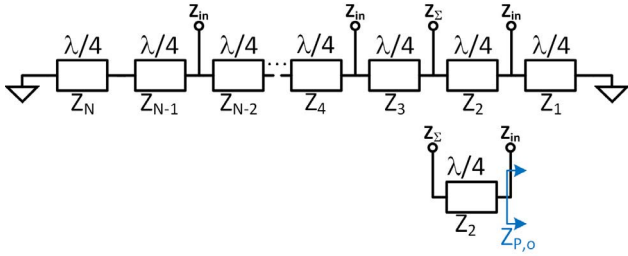 Z_in Z_in Z_Σ Z_in
λ/4 λ/4 λ/4 ... λ/4 λ/4 λ/4 λ/4
Z_N Z_N-1 Z_N-2 Z_4 Z_3 Z_2 Z_1
Z_Σ Z_in
λ/4
Z_2
Z_P,o